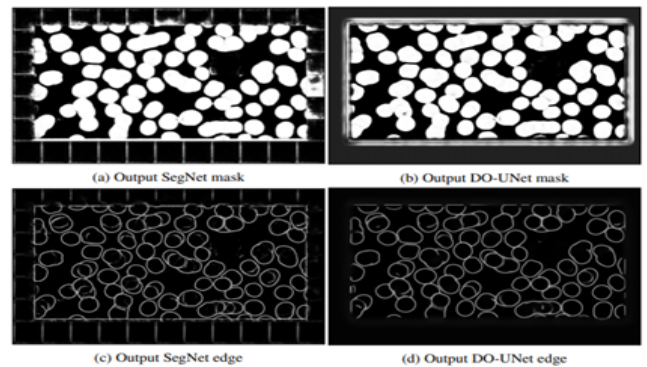 (a) Output SegNet mask
(b) Output DO-UNet mask
(c) Output SegNet edge
(d) Output DO-UNet edge